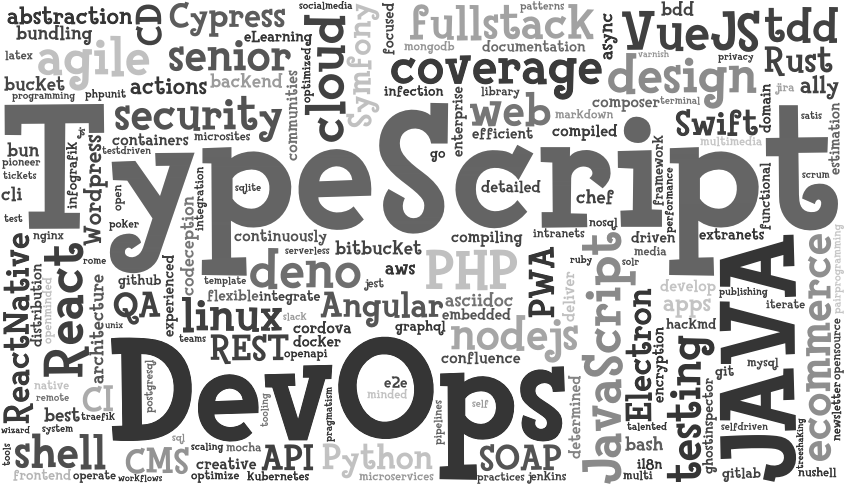 abstraction
bundling
CD
Cypress
eLearning
socialmedia
optimized
cloud
Symfony
focused
fullstack
patterns
mongodb
documentation
async
bdd
VueJS
tdd
varnish
privacy
Rust
latex
agile
senior
bucket
programming
phpunit
actions
backend
communities
coverage
infection
library
enterprise
design
composer
terminal
domain
jira
ally
satis
security
containers
microsites
web
efficient
markdown
compiled
Swift
multimedia
estimation
TypeScript
bun
pioneer
tickets
cli
test
infografik
Wordpress
testdriven
open
poker
integration
sqlite
go
detailed
chef
nosql
framework
performance
functional
scrum
nginx
rome
codeception
continuously
serverless
bitbucket
compiling
intranets
driven
media
extranets
ReactNative
distribution
openminded
React
architecture
github
QA
unix
experienced
template
flexible
integrate
deno
aws
jest
PHP
PWA
ruby
solr
deliver
JavaScript
develop
apps
publishing
iterate
JAVA
ecommerce
pairprogramming
linux
teams
slack
cordova
docker
Angular
graphql
asciidoc
embedded
nodejs
REST
openapi
confluence
Electron
encryption
hackMd
git
mysql
opensource
newsletter
native
remote
CI
best
traefik
system
wizard
DevOps
postgresql
tooling
pragmatism
e2e
minded
self
pipelines
determined
talented
testing
ghostinspector
selfdriven
treeshaking
tools
shell
frontend
operate
workflows
CMS
sql
scaling
mocha
creative
optimize
Kubernetes
API
Python
microservices
SOAP
practices
jenkins
bash
i18n
multi
gitlab
nushell